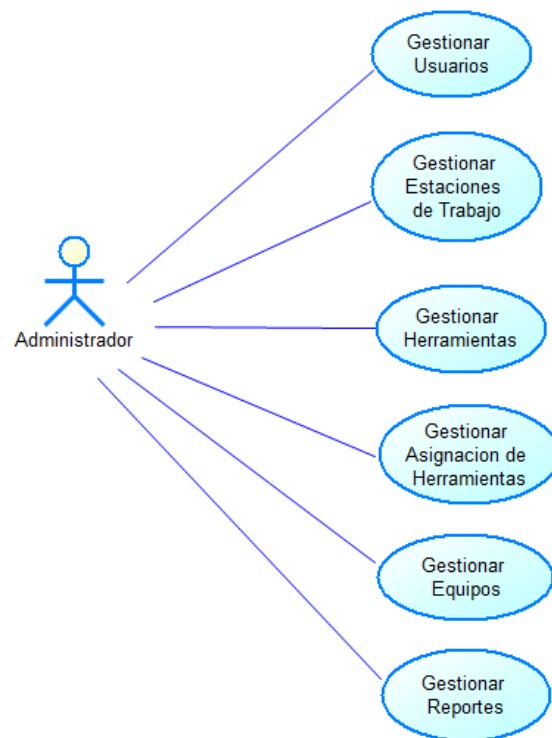 Gestionar
Usuarios
Gestionar
Estaciones
de Trabajo
Administrador
Gestionar
Herramientas
Gestionar
Asignacion de
Herramientas
Gestionar
Equipos
Gestionar
Reportes